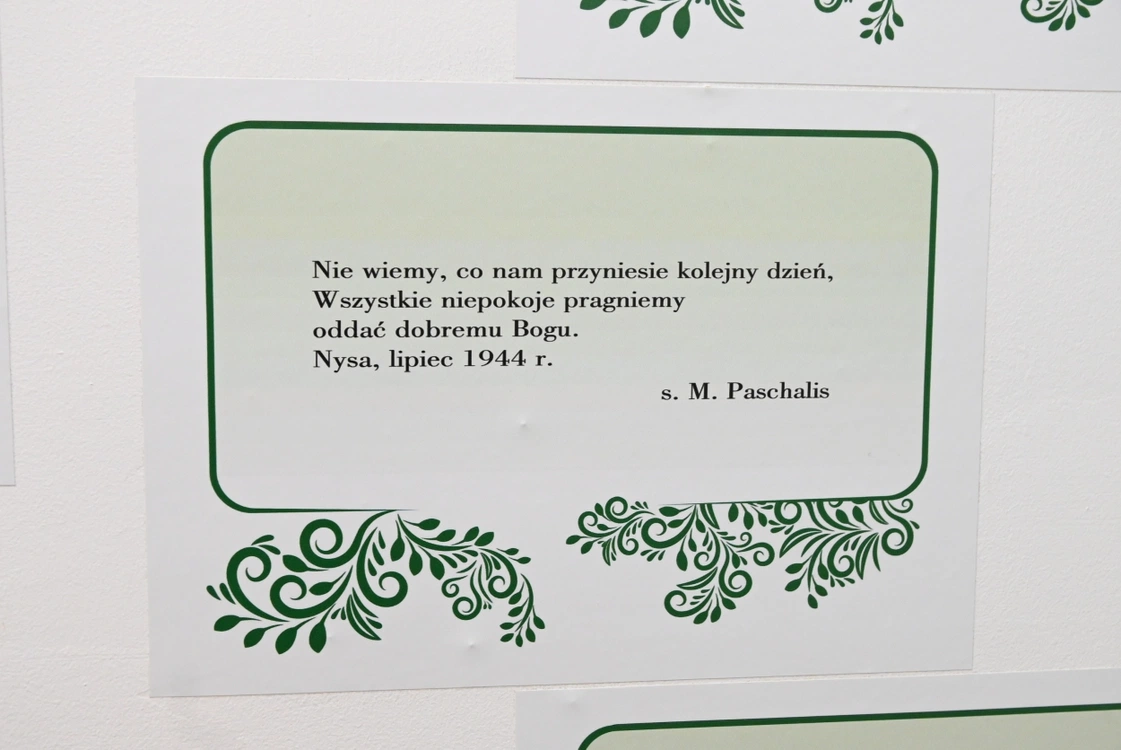 Nie wiemy, co nam przyniesie kolejny dzień,
Wszystkie niepokoje pragniemy
oddać dobremu Bogu.
Nysa, lipiec 1944 r.
s. M. Paschalis